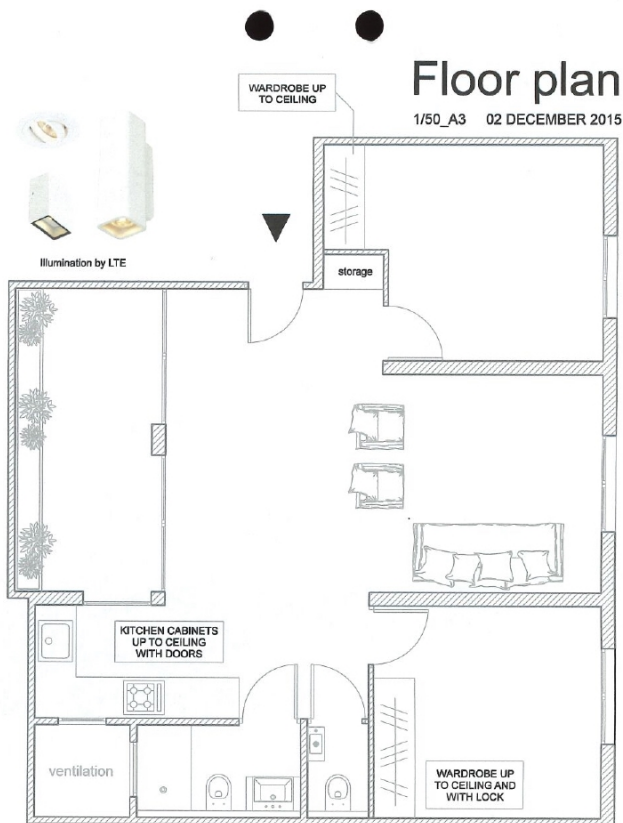 WARDROBE UP
TO CEILING
Floor plan
1/50_A3 02 DECEMBER 2015
Illumination by LTE
storage
KITCHEN CABINETS
UP TO CEILING
WITH DOORS
ventilation
WARDROBE UP
TO CEILING AND
WITH LOCK